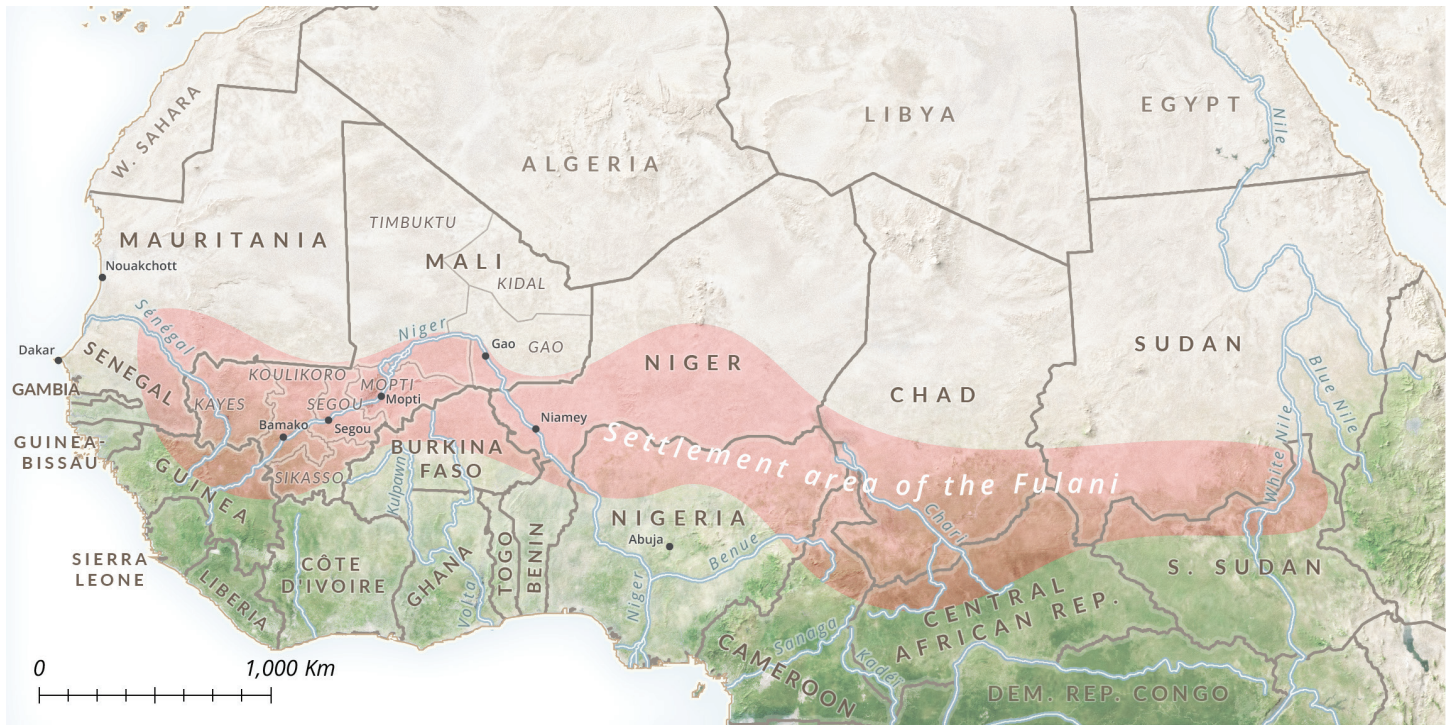 W. SAHARA
ALGERIA
LIBYA
EGYPT
Nile
MAURITANIA
Nouakchott
TIMBUKTU
MALI
KIDAL
GAO
Gao
Niger
NIGER
CHAD
SUDAN
Blue Nile
White Nile
Sénégal
Dakar
SENEGAL
GAMBIA
GUINEA-
BISSAU
KOULIKORO
KAYES
MOPTI
Mopti
SEGOU
Segou
Bamako
SIKASSO
GUINEA
BURKINA
FASO
Niamey
Settlement area of the Fulani
Kulpawn
NIGERIA
Abuja
Benue
Niger
Chari
SIERRA
LEONE
LIBERIA
CÔTE
D'IVOIRE
GHANA
Volta
TOGO
BENIN
CAMEROON
Sanaga
Kadéï
CENTRAL
AFRICAN REP.
S. SUDAN
DEM. REP. CONGO
0 1,000 Km